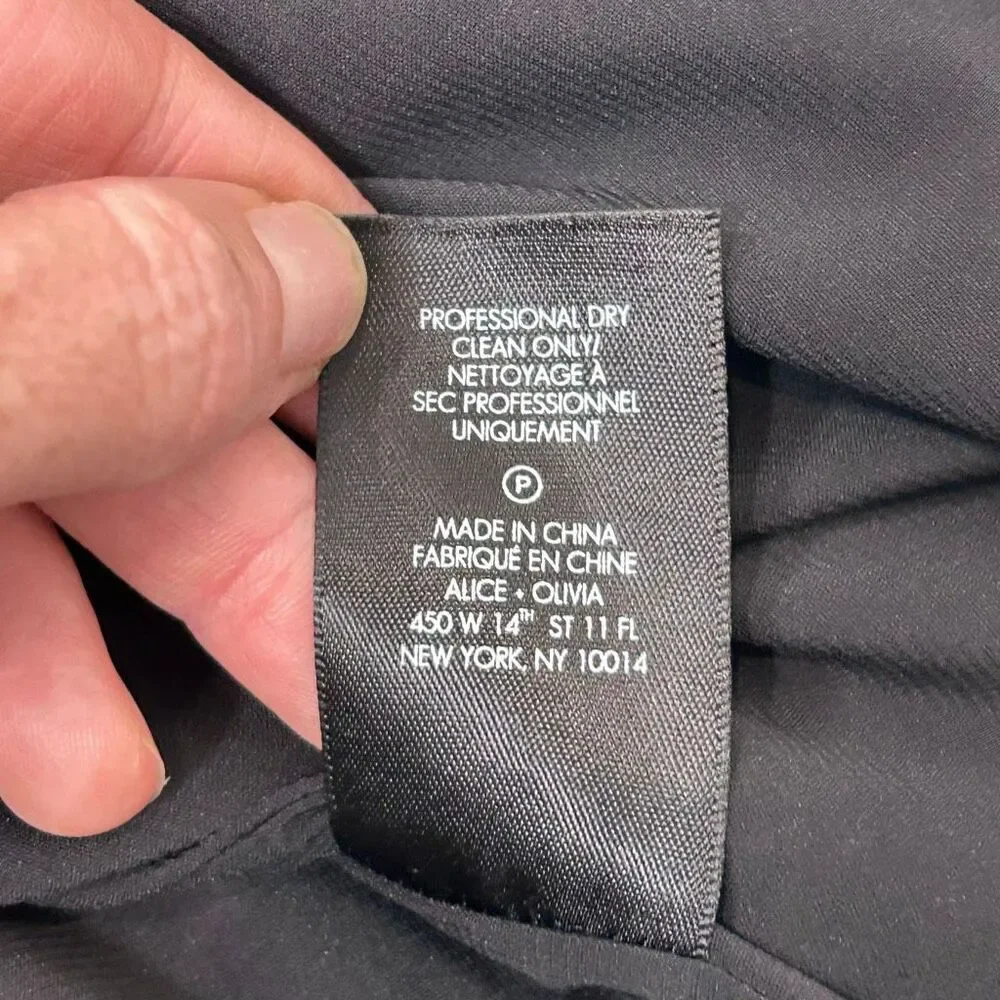 PROFESSIONAL DRY
CLEAN ONLY/
NETTOYAGE À
SEC PROFESSIONNEL
UNIQUEMENT
P
MADE IN CHINA
FABRIQUÉ EN CHINE
ALICE + OLIVIA
450 W 14TH ST 11 FL
NEW YORK, NY 10014